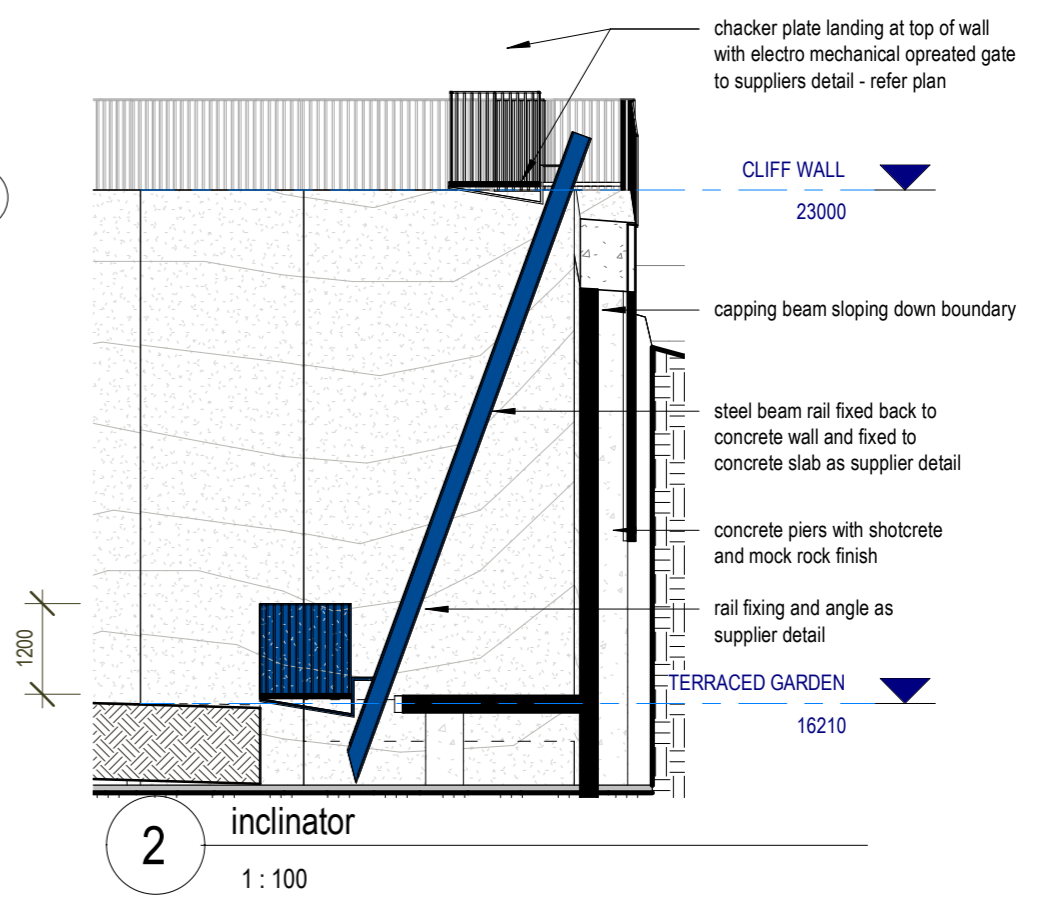 chacker plate landing at top of wall
with electro mechanical opreated gate
to suppliers detail - refer plan
CLIFF WALL
23000
capping beam sloping down boundary
steel beam rail fixed back to
concrete wall and fixed to
concrete slab as supplier detail
concrete piers with shotcrete
and mock rock finish
rail fixing and angle as
supplier detail
1200
TERRACED GARDEN
16210
2
inclinator
1 : 100